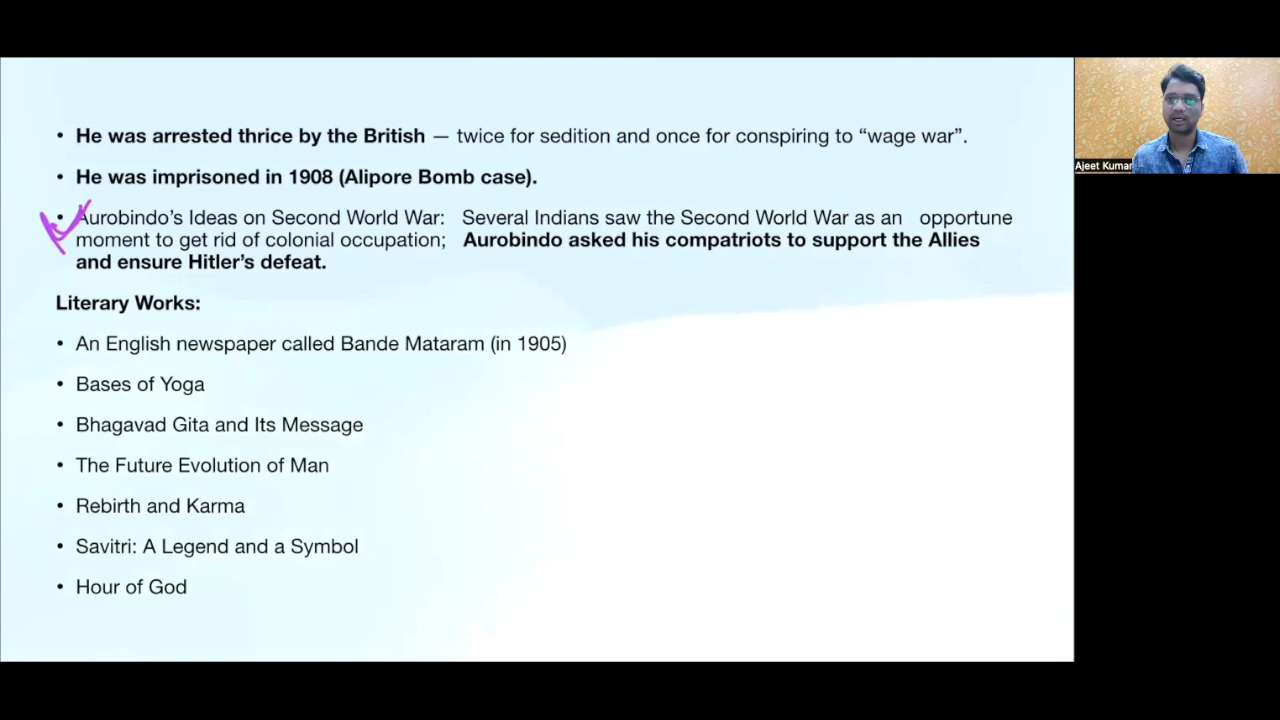 • He was arrested thrice by the British — twice for sedition and once for conspiring to “wage war”.
• He was imprisoned in 1908 (Alipore Bomb case).
• Aurobindo’s Ideas on Second World War: Several Indians saw the Second World War as an opportune
moment to get rid of colonial occupation; Aurobindo asked his compatriots to support the Allies
and ensure Hitler’s defeat.
Literary Works:
• An English newspaper called Bande Mataram (in 1905)
• Bases of Yoga
• Bhagavad Gita and Its Message
• The Future Evolution of Man
• Rebirth and Karma
• Savitri: A Legend and a Symbol
• Hour of God
Ajeet Kumar